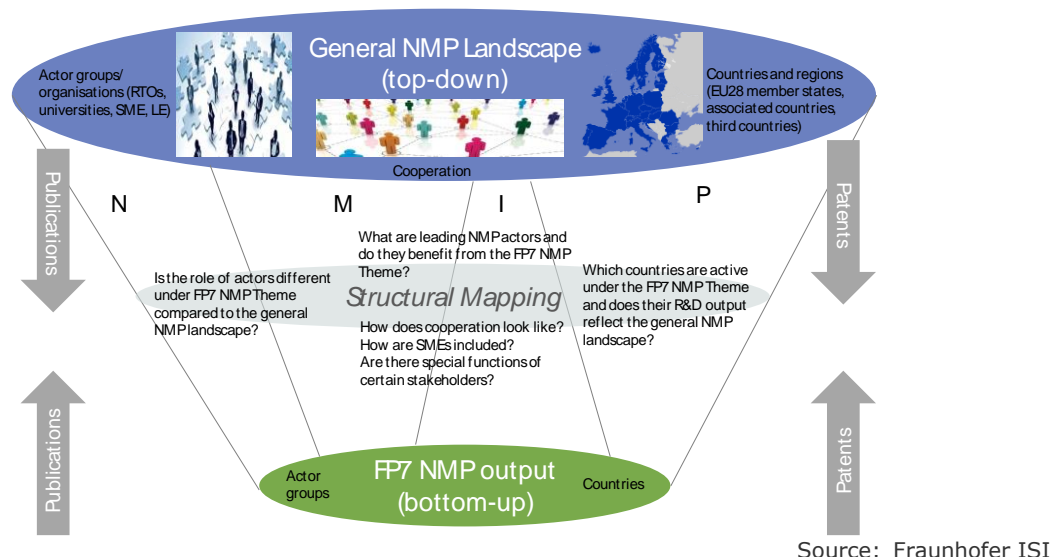 General NMP Landscape
(top-down)
Actor groups/
organisations (RTOs,
universities, SME, LE)
Countries and regions
(EU28 member states,
associated countries,
third countries)
Cooperation
Publications
Patents
N
M
I
P
What are leading NMP actors and
do they benefit from the FP7 NMP
Theme?
Is the role of actors different
under FP7 NMP Theme
compared to the general
NMP landscape?
Which countries are active
under the FP7 NMP Theme
and does their R&D output
reflect the general NMP
landscape?
Structural Mapping
How does cooperation look like?
How are SMEs included?
Are there special functions of
certain stakeholders?
Publications
Patents
FP7 NMP output
(bottom-up)
Actor
groups
Countries
Source: Fraunhofer ISI